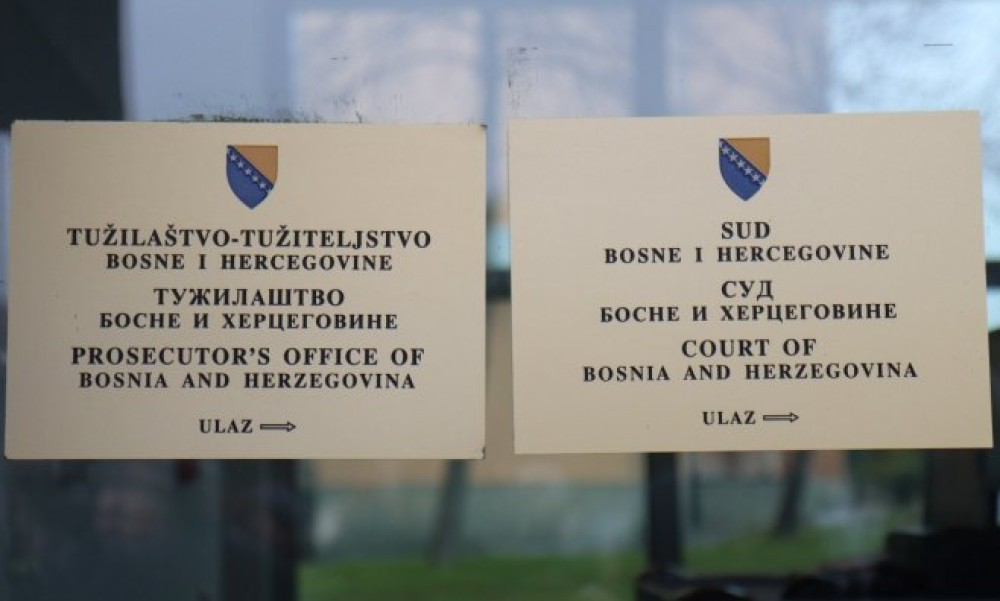 TUŽILAŠTVO-TUŽITELJSTVO
BOSNE I HERCEGOVINE
ТУЖИЛАШТВО
БОСНЕ И ХЕРЦЕГОВИНЕ
PROSECUTOR'S OFFICE OF
BOSNIA AND HERZEGOVINA
ULAZ
SUD
BOSNE I HERCEGOVINE
СУД
БОСНЕ И ХЕРЦЕГОВИНЕ
COURT OF
BOSNIA AND HERZEGOVINA
ULAZ